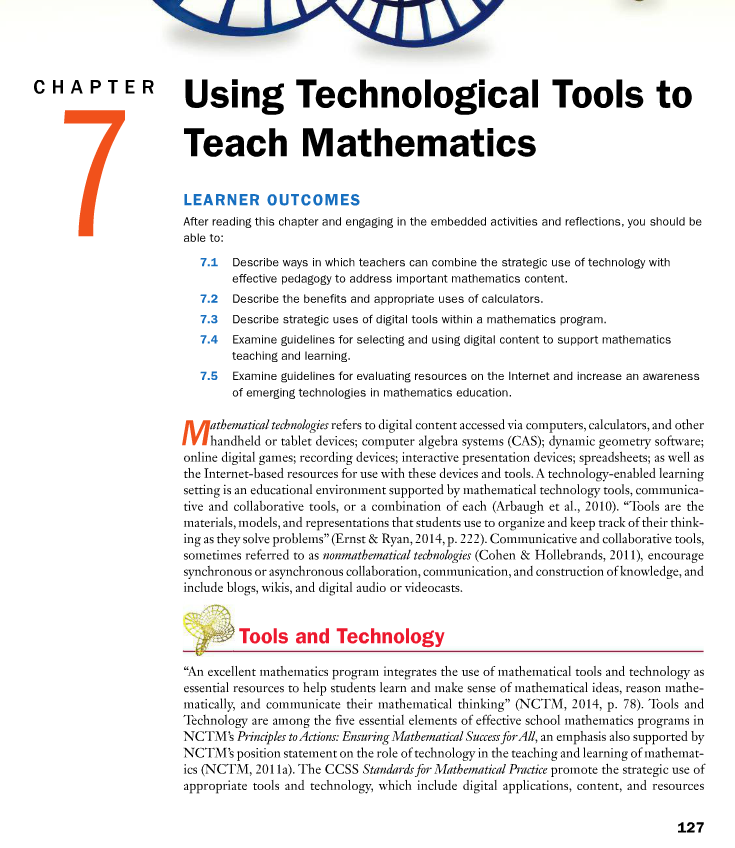 CHAPTER
7
Using Technological Tools to
Teach Mathematics
LEARNER OUTCOMES
After reading this chapter and engaging in the embedded activities and reflections, you should be
able to:
7.1 Describe ways in which teachers can combine the strategic use of technology with
effective pedagogy to address important mathematics content.
7.2 Describe the benefits and appropriate uses of calculators.
7.3 Describe strategic uses of digital tools within a mathematics program.
7.4 Examine guidelines for selecting and using digital content to support mathematics
teaching and learning.
7.5 Examine guidelines for evaluating resources on the Internet and increase an awareness
of emerging technologies in mathematics education.
Mathematical technologies refers to digital content accessed via computers, calculators, and other
handheld or tablet devices; computer algebra systems (CAS); dynamic geometry software;
online digital games; recording devices; interactive presentation devices; spreadsheets; as well as
the Internet-based resources for use with these devices and tools. A technology-enabled learning
setting is an educational environment supported by mathematical technology tools, communica-
tive and collaborative tools, or a combination of each (Arbaugh et al., 2010). “Tools are the
materials, models, and representations that students use to organize and keep track of their think-
ing as they solve problems” (Ernst & Ryan, 2014, p. 222). Communicative and collaborative tools,
sometimes referred to as nonmathematical technologies (Cohen & Hollebrands, 2011), encourage
synchronous or asynchronous collaboration, communication, and construction of knowledge, and
include blogs, wikis, and digital audio or videocasts.
Tools and Technology
“An excellent mathematics program integrates the use of mathematical tools and technology as
essential resources to help students learn and make sense of mathematical ideas, reason mathe-
matically, and communicate their mathematical thinking” (NCTM, 2014, p. 78). Tools and
Technology are among the five essential elements of effective school mathematics programs in
NCTM’s Principles to Actions: Ensuring Mathematical Success for All, an emphasis also supported by
NCTM’s position statement on the role of technology in the teaching and learning of mathemat-
ics (NCTM, 2011a). The CCSS Standards for Mathematical Practice promote the strategic use of
appropriate tools and technology, which include digital applications, content, and resources
127